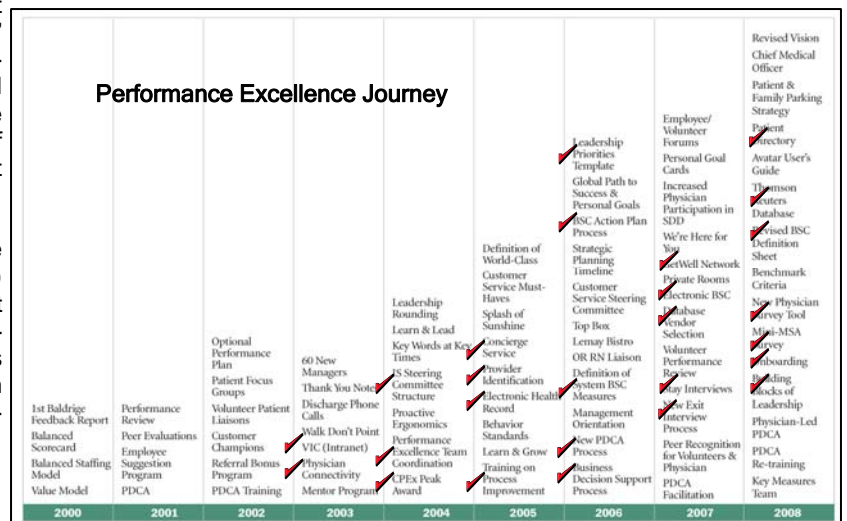 Performance Excellence Journey
1st Baldrige
Feedback Report
Balanced
Scorecard
Balanced Staffing
Model
Value Model
2000
Performance
Review
Peer Evaluations
Employee
Suggestion
Program
PDCA
2001
Optional
Performance
Plan
Patient Focus
Groups
Volunteer Patient
Liaisons
Customer
Champions
Referral Bonus
Program
PDCA Training
2002
60 New
Managers
Thank You Notes
Discharge Phone
Calls
Walk Don't Point
VIC (Intranet)
Physician
Connectivity
Mentor Program
2003
Leadership
Rounding
Learn & Lead
Key Words at Key
Times
IS Steering
Committee
Structure
Proactive
Ergonomics
Performance
Excellence Team
Coordination
CPEx Peak
Award
2004
Definition of
World-Class
Customer
Service Must-
Haves
Splash of
Sunshine
Concierge
Service
Provider
Identification
Electronic Health
Record
Behavior
Standards
Learn & Grow
Training on
Process
Improvement
2005
Leadership
Priorities
Template
Global Path to
Success &
Personal Goals
BSC Action Plan
Process
Strategic
Planning
Timeline
Customer
Service Steering
Committee
Top Box
Lemay Bistro
OR RN Liaison
Definition of
System BSC
Measures
Management
Orientation
New PDCA
Process
Business
Decision Support
Process
2006
Employee/
Volunteer
Forums
Personal Goal
Cards
Increased
Physician
Participation in
SDD
We're Here for
You
GetWell Network
Private Rooms
Electronic BSC
Database
Vendor
Selection
Volunteer
Performance
Review
Stay Interviews
New Exit
Interview
Process
Peer Recognition
for Volunteers &
Physician
PDCA
Facilitation
2007
Revised Vision
Chief Medical
Officer
Patient &
Family Parking
Strategy
Patient
Directory
Avatar User's
Guide
Thomson
Reuters
Database
Revised BSC
Definition
Sheet
Benchmark
Criteria
New Physician
Survey Tool
Mini-MSA
Survey
Onboarding
Building
Blocks of
Leadership
Physician-Led
PDCA
PDCA
Re-training
Key Measures
Team
2008